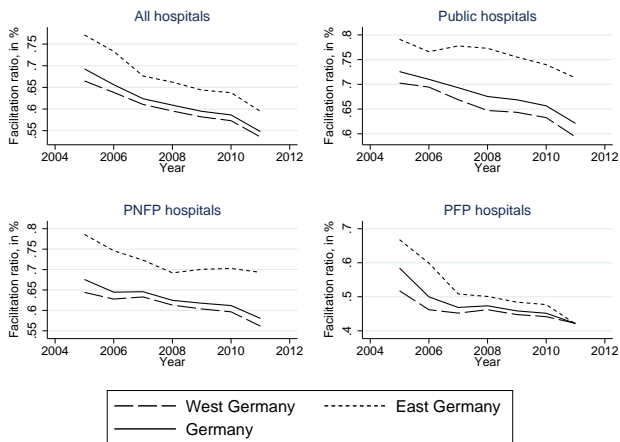 All hospitals
Facilitation ratio, in %
.75
.7
.65
.6
.55
2004 2006 2008 2010 2012
Year
Public hospitals
Facilitation ratio, in %
.8
.75
.7
.65
.6
2004 2006 2008 2010 2012
Year
PNFP hospitals
Facilitation ratio, in %
.8
.75
.7
.65
.6
.55
2004 2006 2008 2010 2012
Year
PFP hospitals
Facilitation ratio, in %
.7
.6
.5
.4
2004 2006 2008 2010 2012
Year
West Germany East Germany
Germany